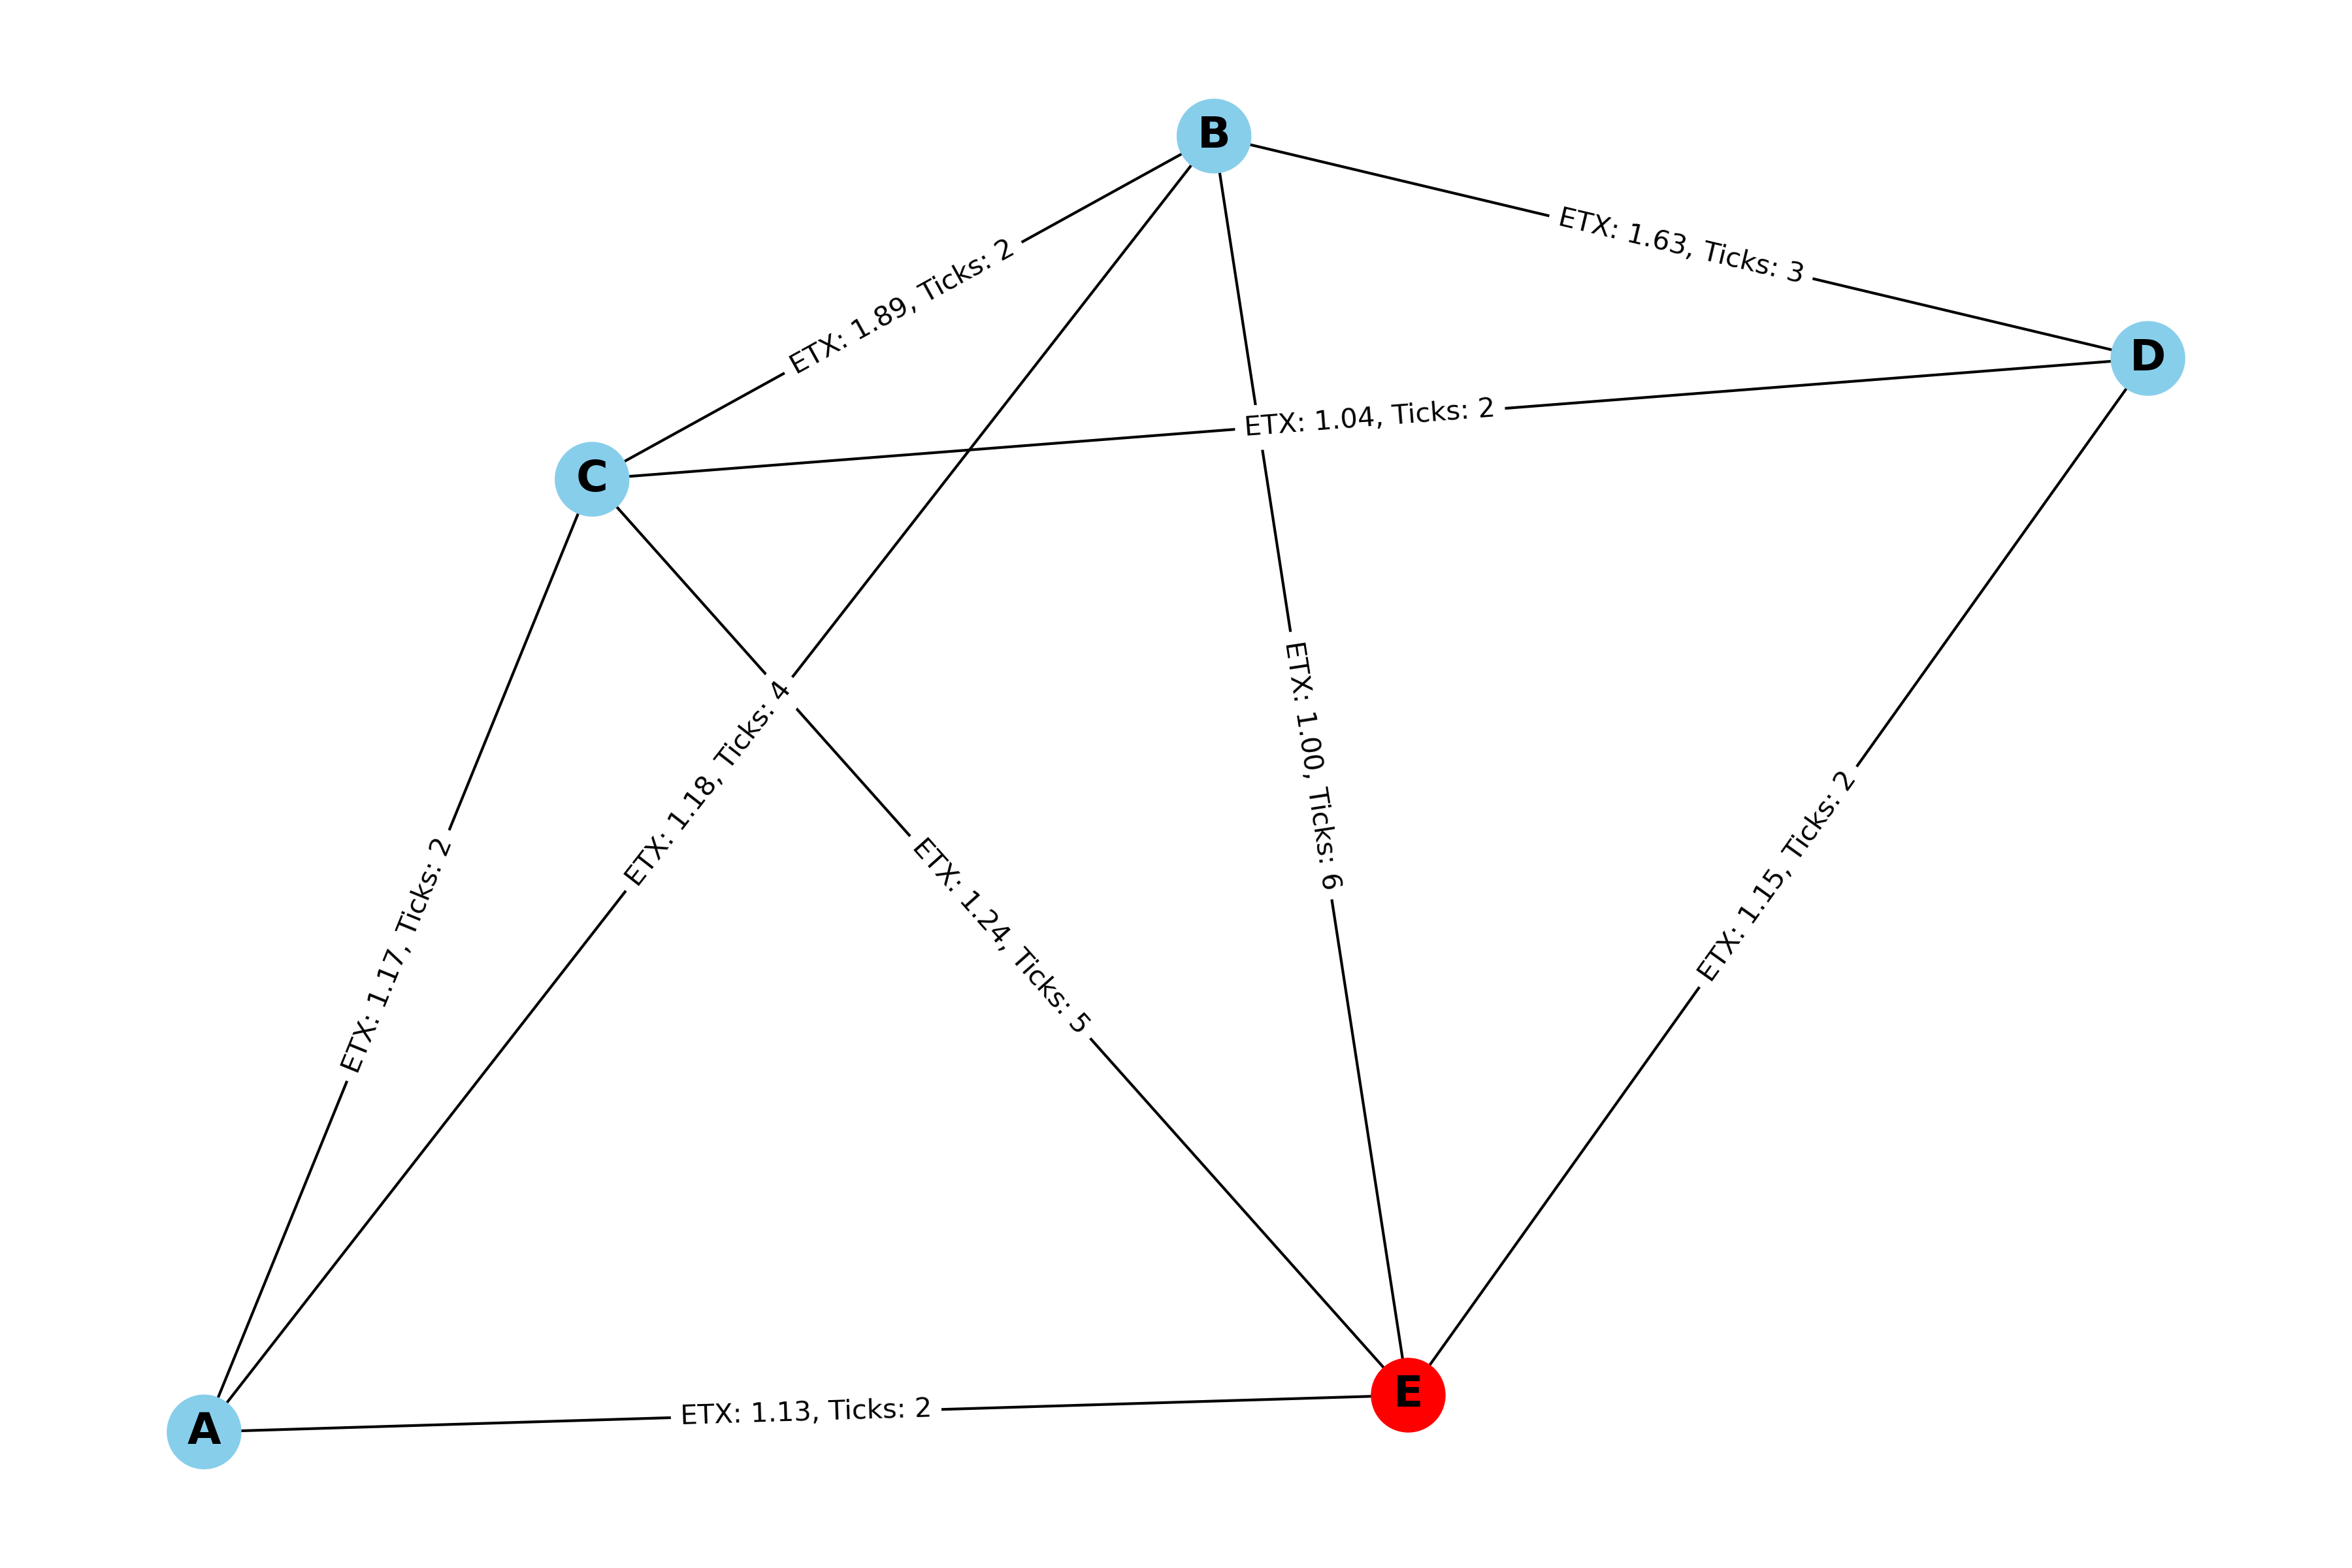 B
ETX: 1.63, Ticks: 3
ETX: 1.89, Ticks: 2
D
ETX: 1.04, Ticks: 2
C
ETX: 1.18, Ticks: 4
ETX: 1.00, Ticks: 6
ETX: 1.15, Ticks: 2
ETX: 1.17, Ticks: 2
ETX: 1.24, Ticks: 5
E
ETX: 1.13, Ticks: 2
A